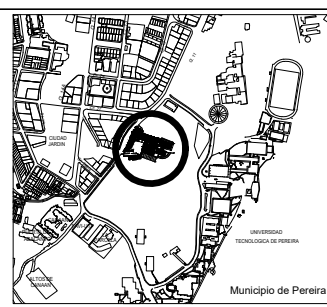 CIUDAD
JARDIN
UNIVERSIDAD
TECNOLOGICA DE PEREIRA
ALTOS DE
CANAAN
Municipio de Pereira